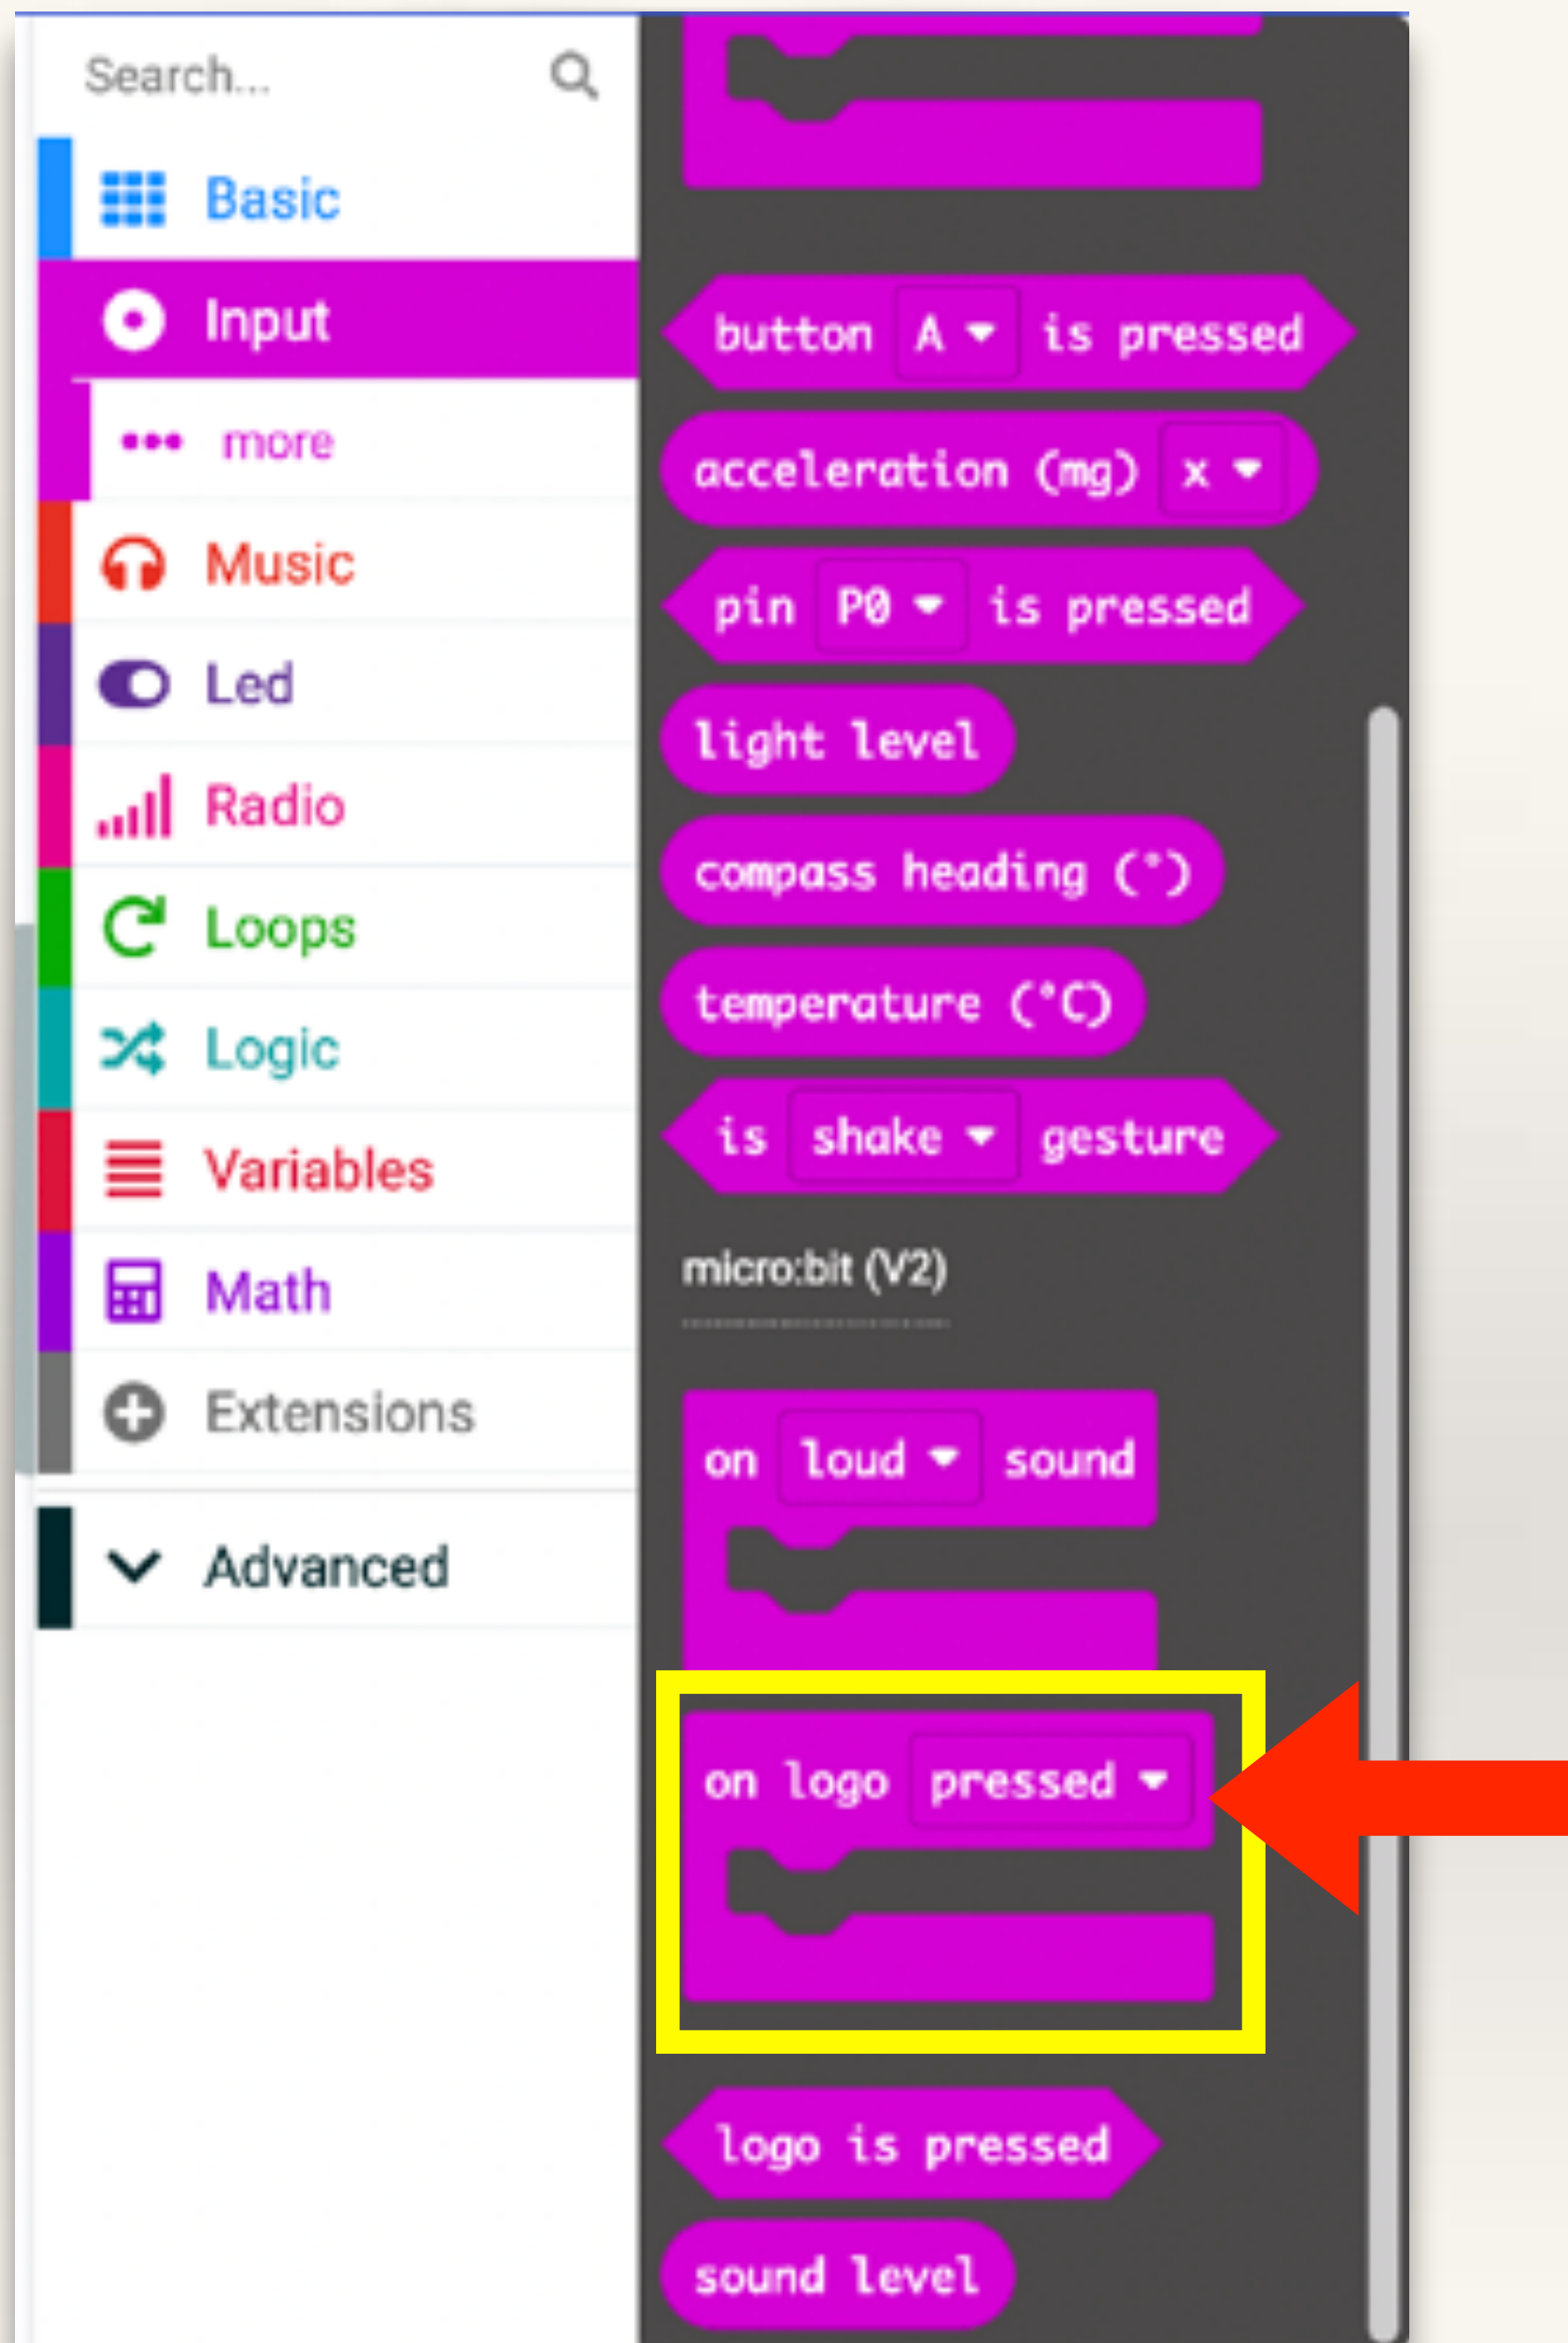 Search...
Basic
Input
more
Music
Led
Radio
Loops
Logic
Variables
Math
Extensions
Advanced
button A is pressed
acceleration (mg) x
pin P0 is pressed
light level
compass heading (°)
temperature (°C)
is shake gesture
micro:bit (V2)
on loud sound
on logo pressed
logo is pressed
sound level